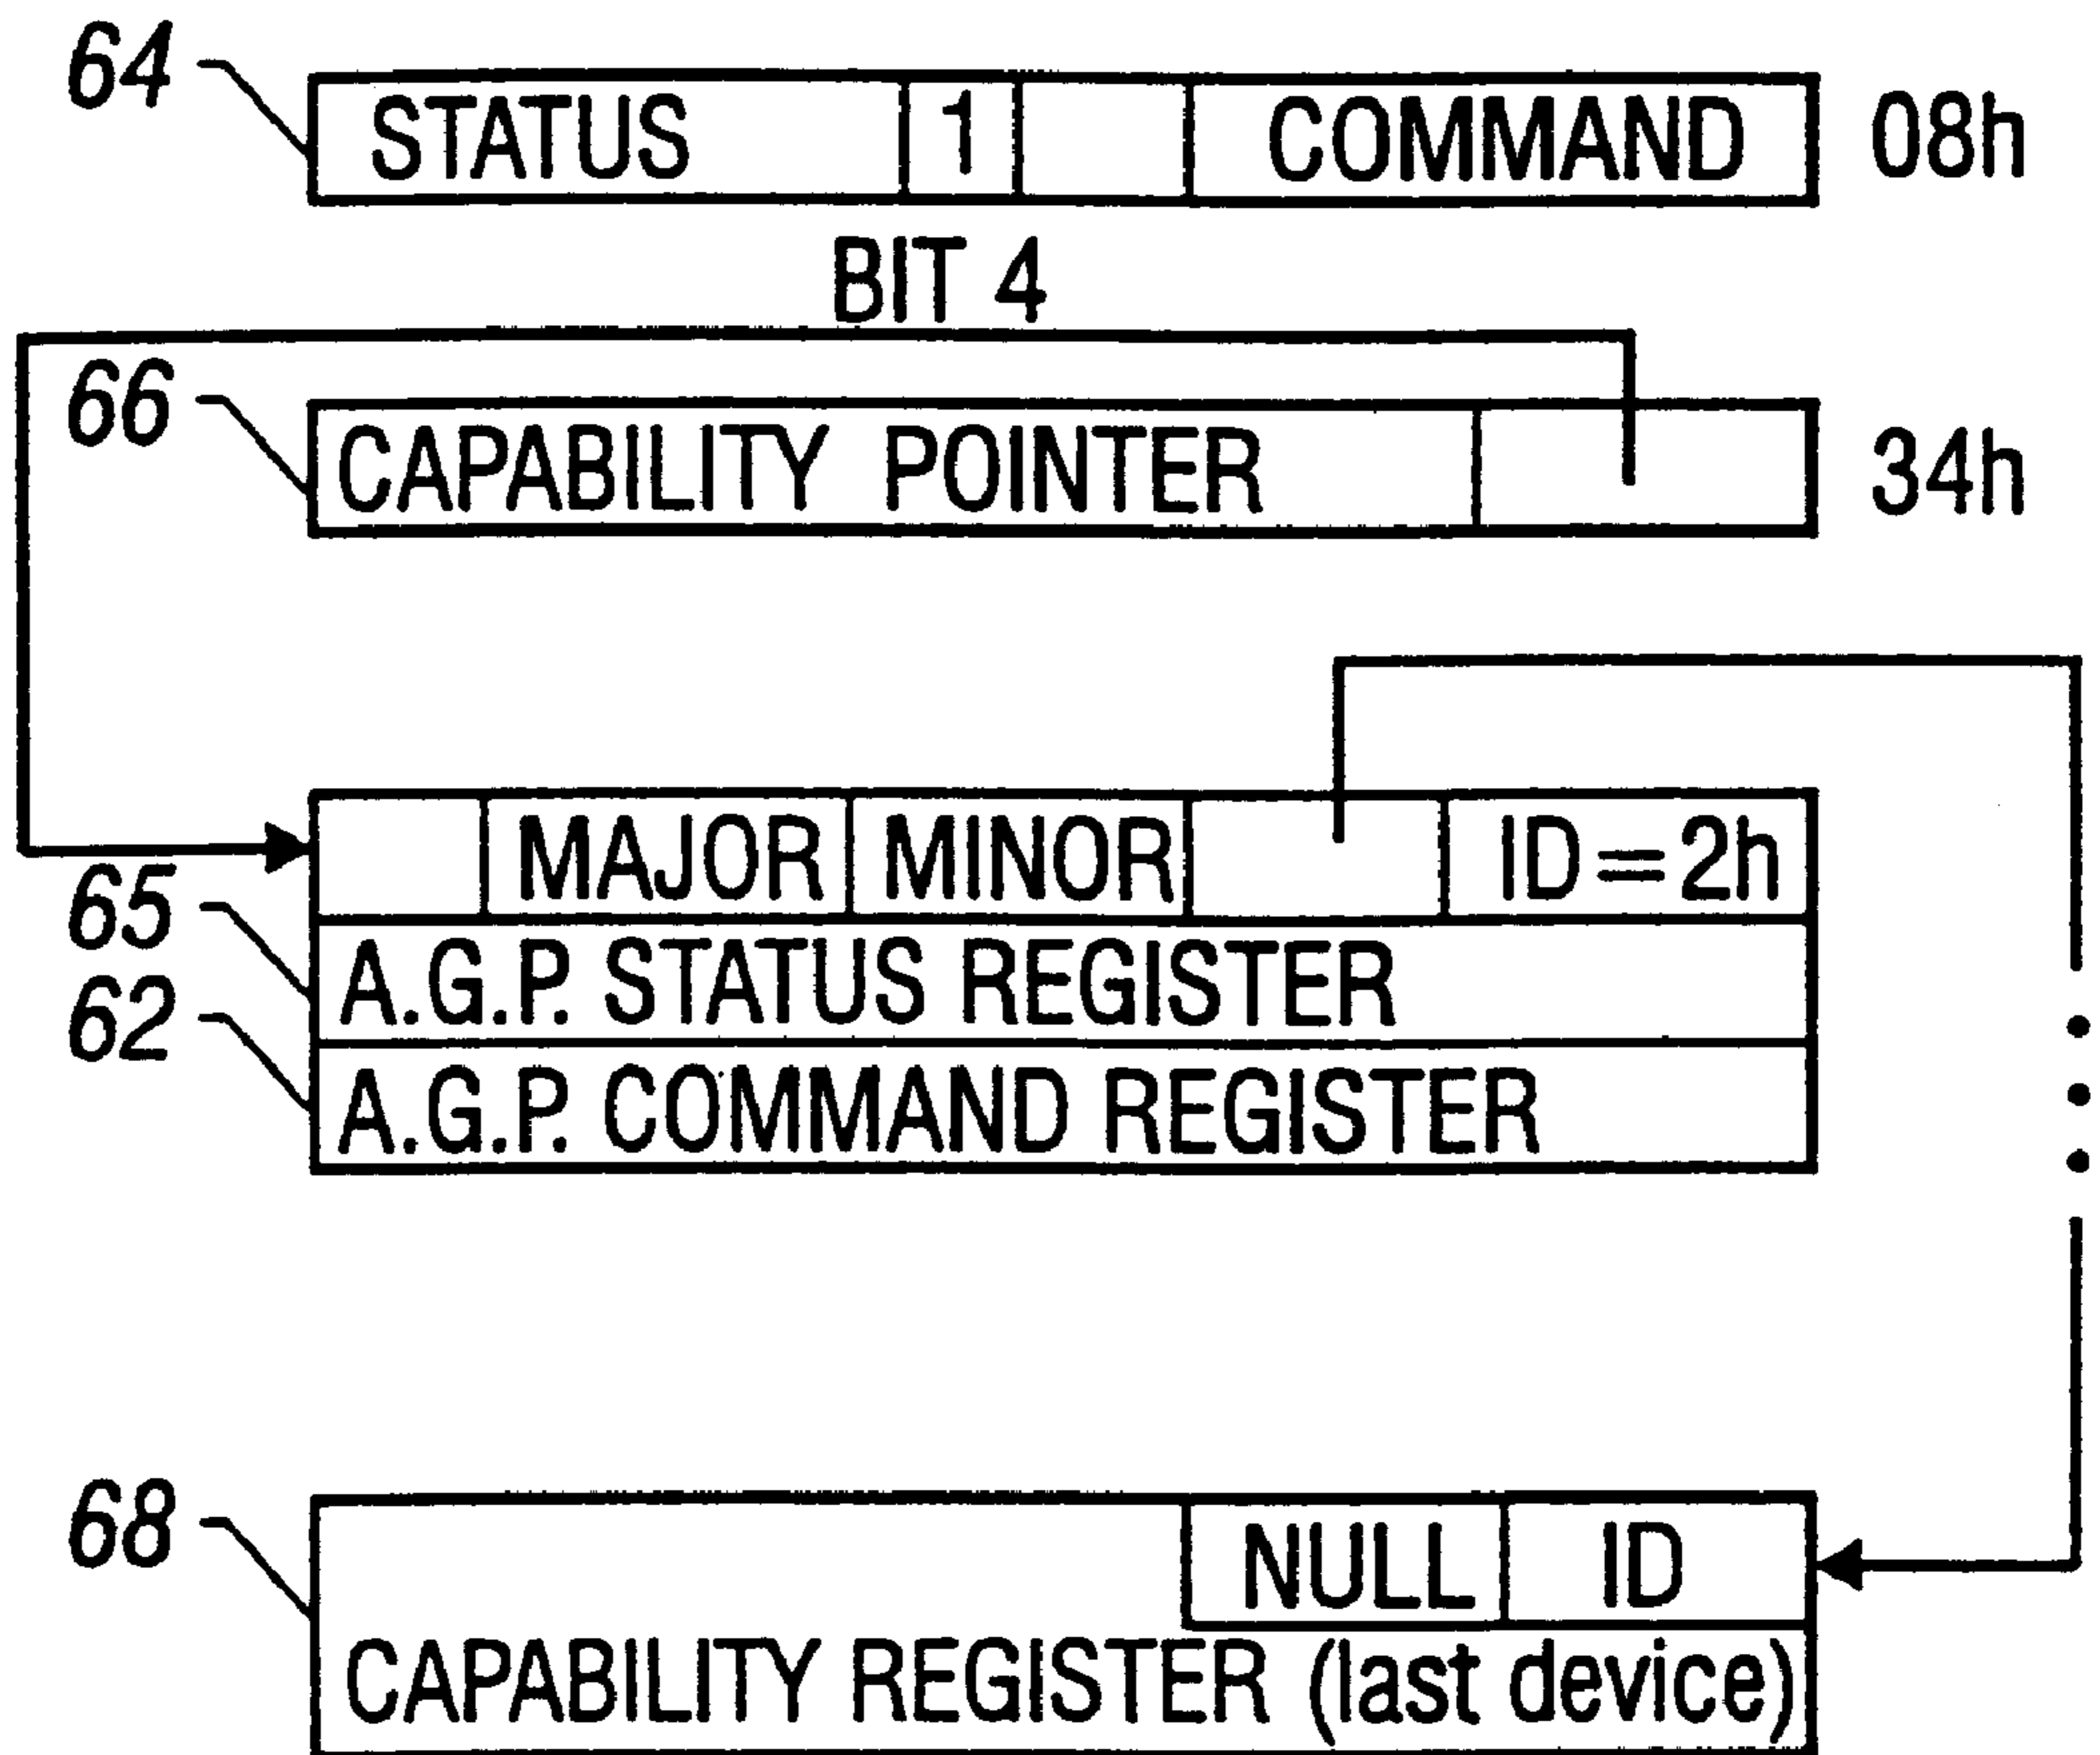 64
STATUS 1 COMMAND 08h
BIT 4
66
CAPABILITY POINTER 34h
MAJOR MINOR ID=2h
65
A.G.P. STATUS REGISTER
62
A.G.P. COMMAND REGISTER
68
NULL ID
CAPABILITY REGISTER (last device)